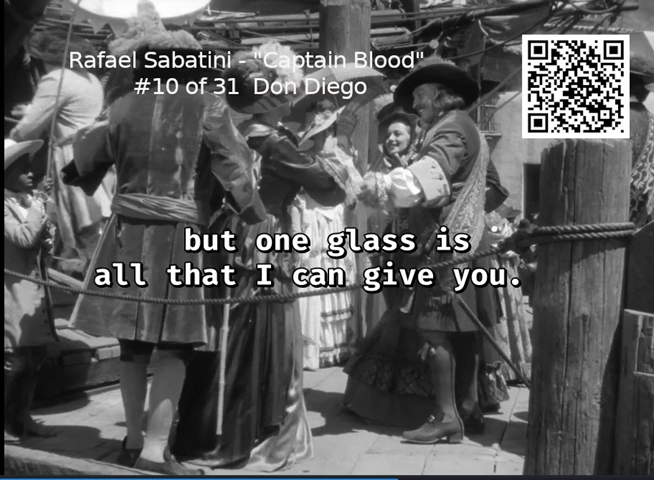 Rafael Sabatini - "Captain Blood"
#10 of 31  Don Diego
but one glass is
all that I can give you.